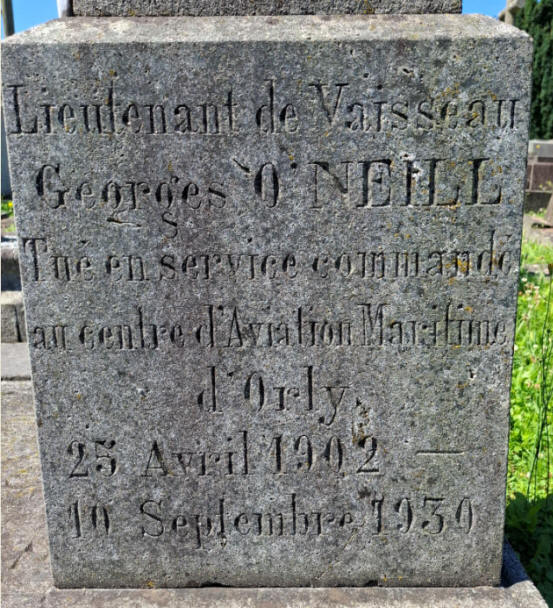 Lieutenant de Vaisseau
Georges O'NEILL
Tué en service commandé
au centre d'Aviation Maritime
d'Orly
25 Avril 1902 —
10 Septembre 1930